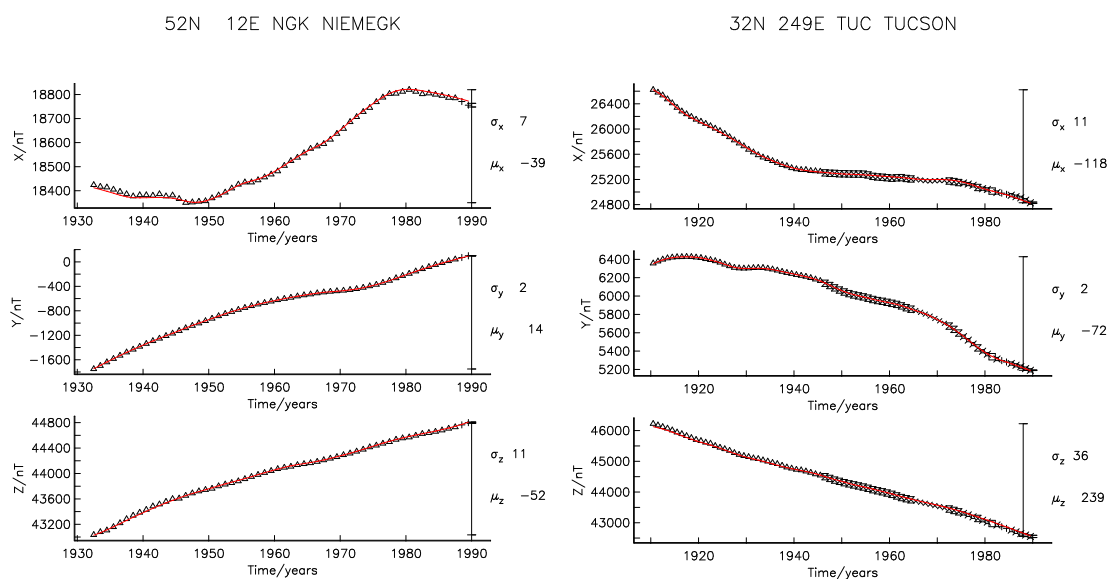 52N 12E NGK NIEMEGK
X/nT
18800
18700
18600
18500
18400
1930 1940 1950 1960 1970 1980 1990
Time/years
σx 7
μx −39
Y/nT
0
−400
−800
−1200
−1600
1930 1940 1950 1960 1970 1980 1990
Time/years
σy 2
μy 14
Z/nT
44800
44400
44000
43600
43200
1930 1940 1950 1960 1970 1980 1990
Time/years
σz 11
μz −52
32N 249E TUC TUCSON
X/nT
26400
26000
25600
25200
24800
1920 1940 1960 1980
Time/years
σx 11
μx −118
Y/nT
6400
6200
6000
5800
5600
5400
5200
1920 1940 1960 1980
Time/years
σy 2
μy −72
Z/nT
46000
45000
44000
43000
1920 1940 1960 1980
Time/years
σz 36
μz 239